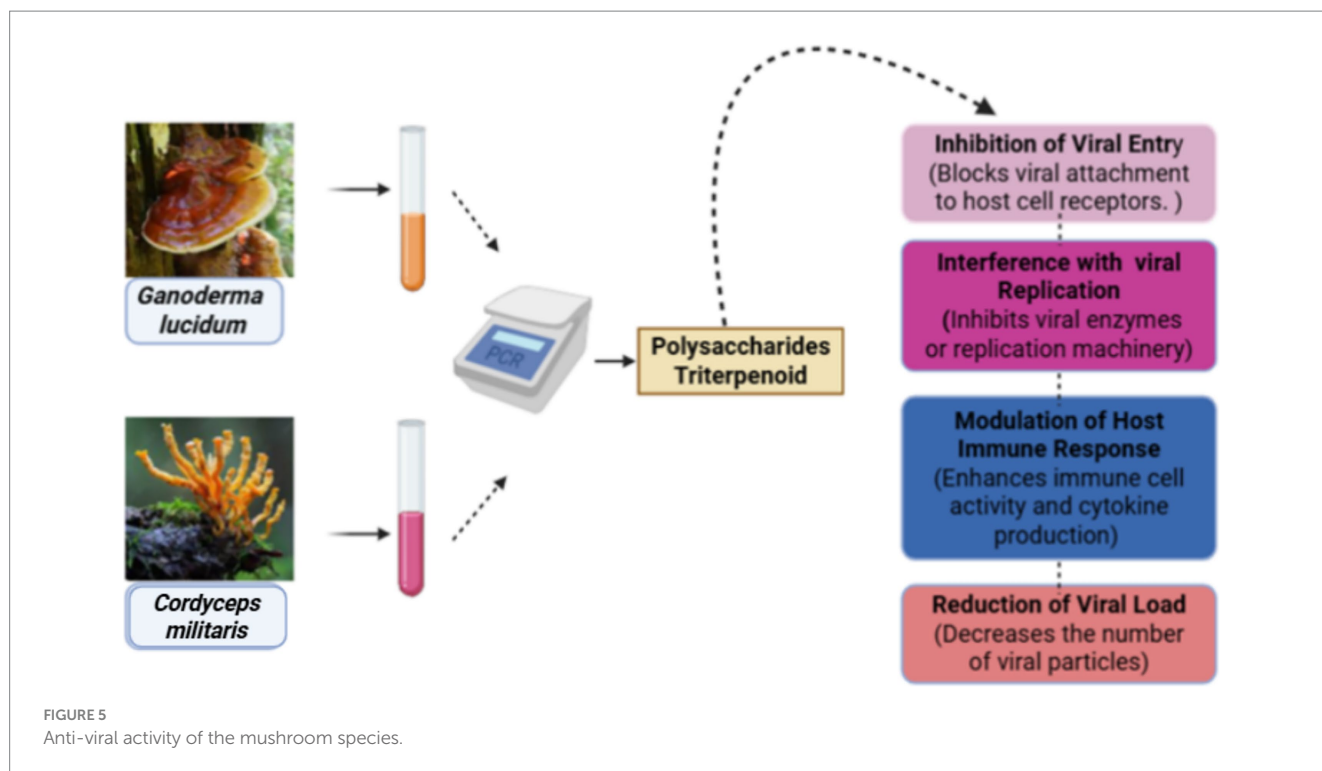 Ganoderma
lucidum
Cordyceps
militaris
PCR
Polysaccharides
Triterpenoid
Inhibition of Viral Entry
(Blocks viral attachment
to host cell receptors. )
Interference with viral
Replication
(Inhibits viral enzymes
or replication machinery)
Modulation of Host
Immune Response
(Enhances immune cell
activity and cytokine
production)
Reduction of Viral Load
(Decreases the number
of viral particles)
FIGURE 5
Anti-viral activity of the mushroom species.